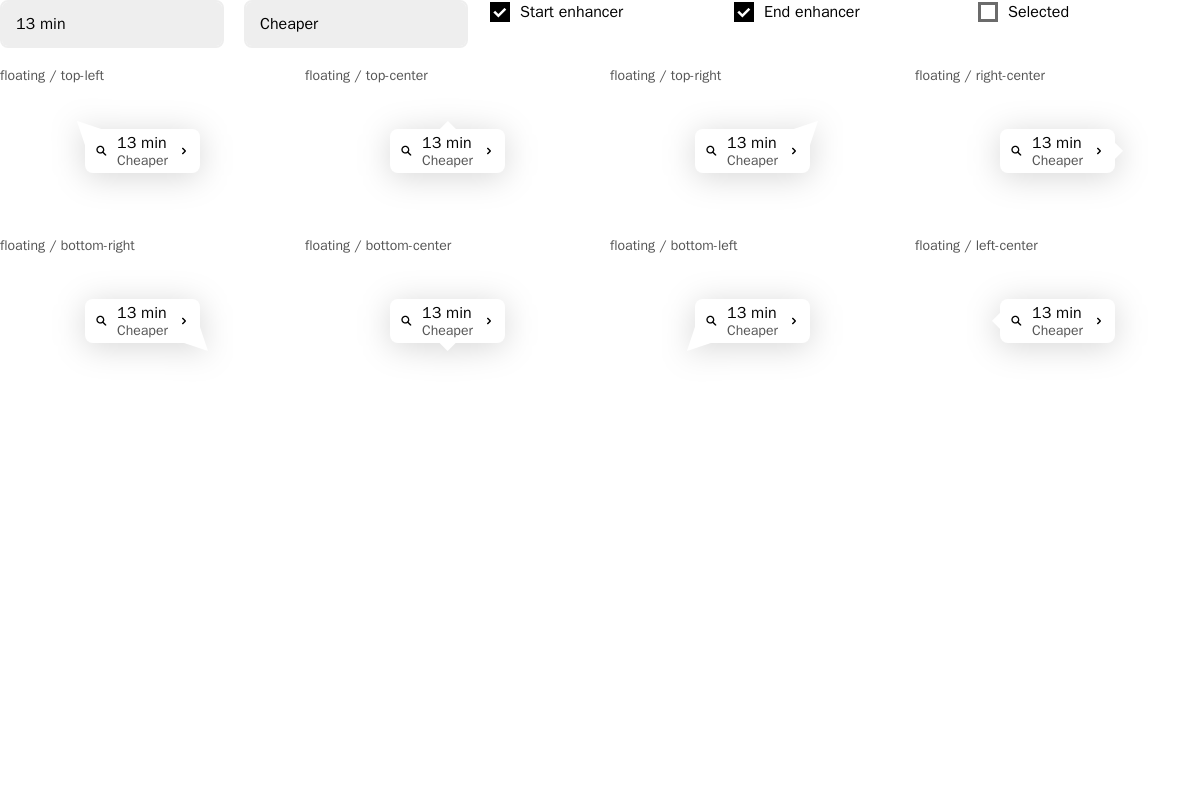 13 min
Cheaper
Start enhancer
End enhancer
Selected
floating / top-left
floating / top-center
floating / top-right
floating / right-center
13 min
Cheaper
13 min
Cheaper
13 min
Cheaper
13 min
Cheaper
floating / bottom-right
floating / bottom-center
floating / bottom-left
floating / left-center
13 min
Cheaper
13 min
Cheaper
13 min
Cheaper
13 min
Cheaper